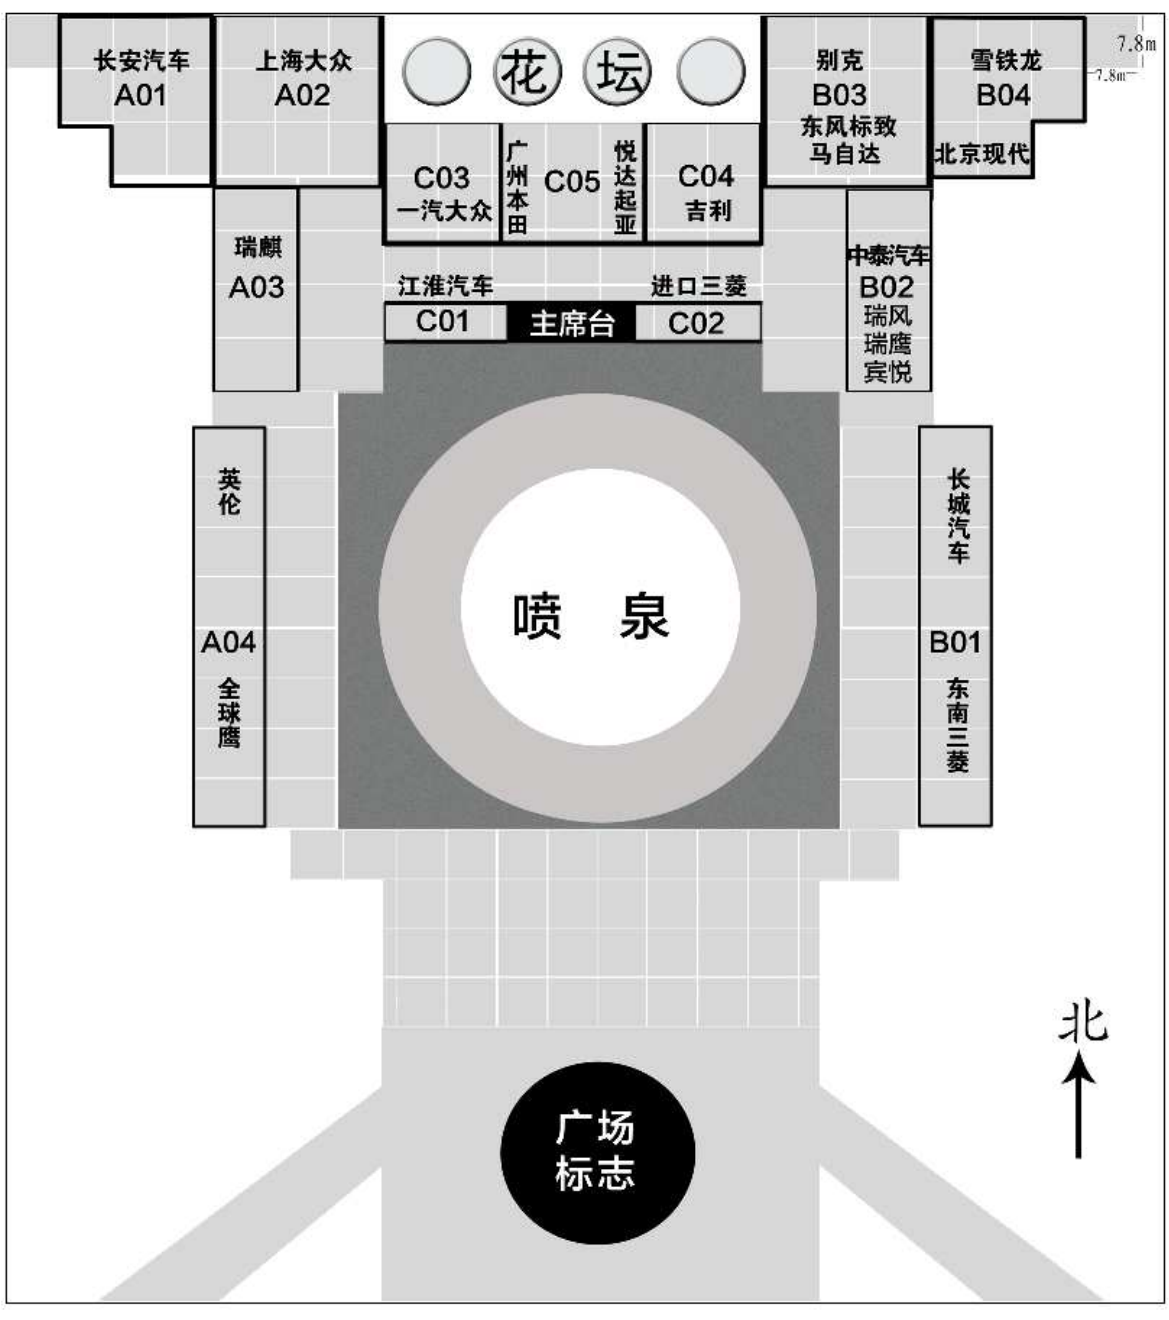 长安汽车
A01
上海大众
A02
花 坛
别克
B03
东风标致
马自达
雪铁龙
B04
北京现代
7.8m
7.8m
C03
一汽大众
广州本田
C05
悦达起亚
C04
吉利
瑞麒
A03
江淮汽车
C01
主席台
进口三菱
C02
中泰汽车
B02
瑞风
瑞鹰
宾悦
英伦
A04
全球鹰
喷 泉
长城汽车
B01
东南三菱
北
广场
标志